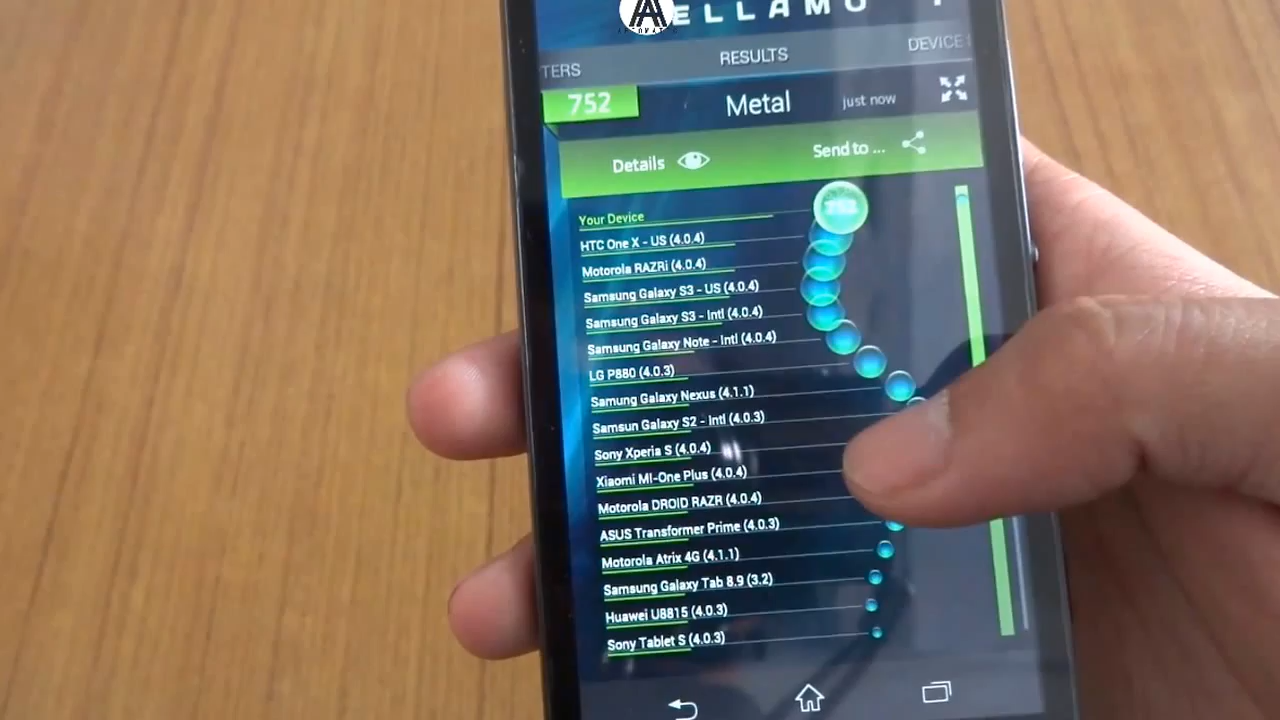 ELLAMO
TERS RESULTS DEVICE
752 Metal just now
Details Send to ...
752
Your Device
HTC One X - US (4.0.4)
Motorola RAZRi (4.0.4)
Samsung Galaxy S3 - US (4.0.4)
Samsung Galaxy S3 - Intl (4.0.4)
Samsung Galaxy Note - Intl (4.0.4)
LG P880 (4.0.3)
Samung Galaxy Nexus (4.1.1)
Samsun Galaxy S2 - Intl (4.0.3)
Sony Xperia S (4.0.4)
Xiaomi MI-One Plus (4.0.4)
Motorola DROID RAZR (4.0.4)
ASUS Transformer Prime (4.0.3)
Motorola Atrix 4G (4.1.1)
Samsung Galaxy Tab 8.9 (3.2)
Huawei U8815 (4.0.3)
Sony Tablet S (4.0.3)